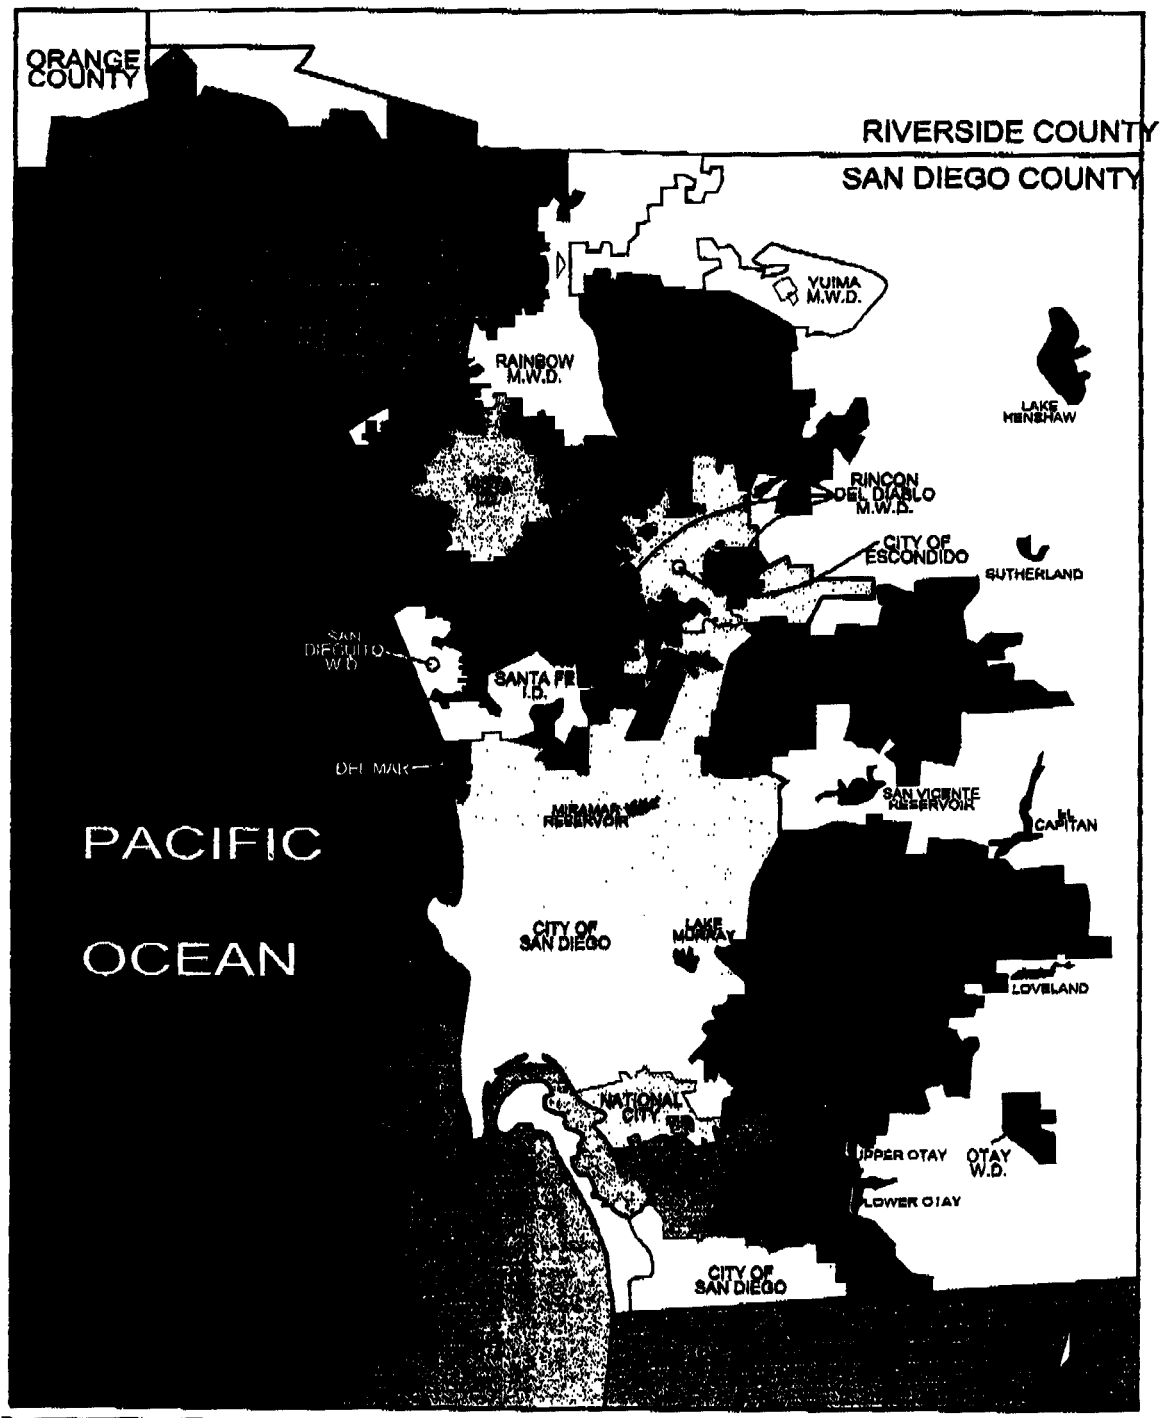 ORANGE
COUNTY
RIVERSIDE COUNTY
SAN DIEGO COUNTY
YUIMA
M.W.D.
RAINBOW
M.W.D.
LAKE
HENSHAW
RINCON
DEL DIABLO
M.W.D.
CITY OF
ESCONDIDO
SUTHERLAND
SAN
DIEGUITO
W.D.
SANTA FE
I.D.
DEL MAR
MIRAMAR
RESERVOIR
SAN VICENTE
RESERVOIR
EL
CAPITAN
PACIFIC
OCEAN
CITY OF
SAN DIEGO
LAKE
MURRAY
LOVELAND
NATIONAL
CITY
UPPER OTAY
OTAY
W.D.
LOWER OTAY
CITY OF
SAN DIEGO